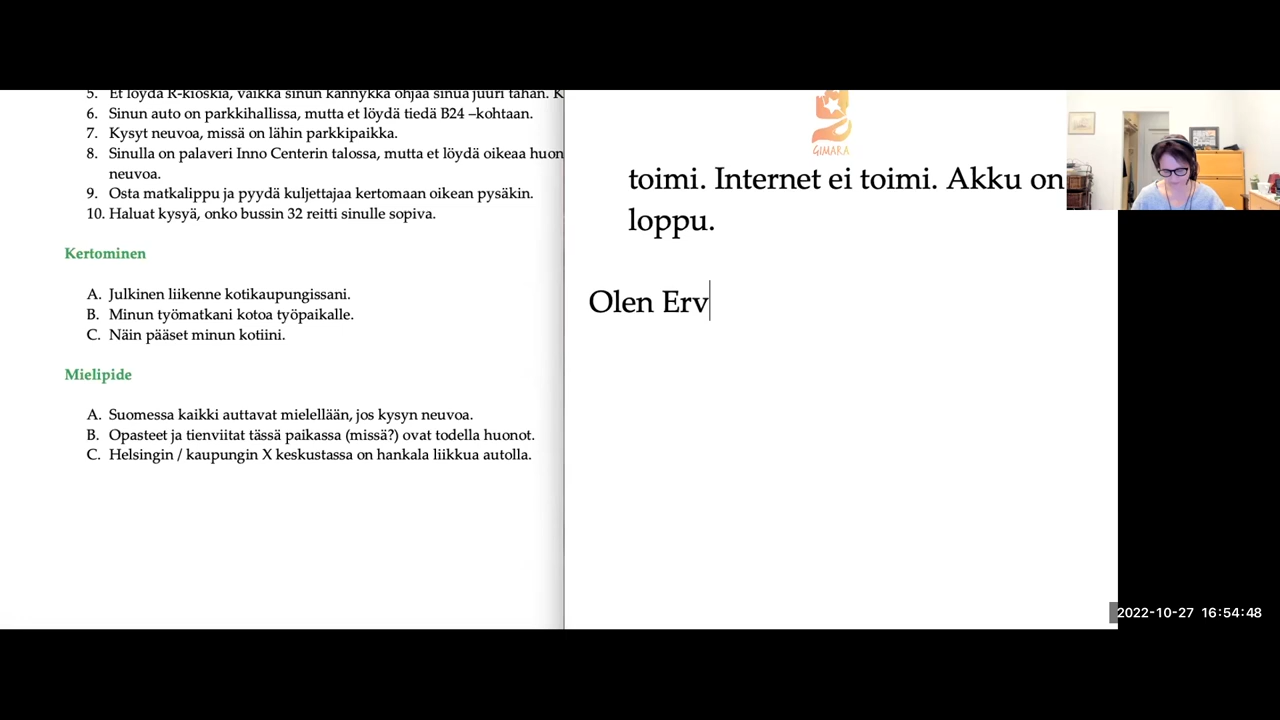 5. Et löydä R-kioskia, vaikka sinun kännykkä ohjaa sinua juuri tähän. K
6. Sinun auto on parkkihallissa, mutta et löydä tiedä B24 –kohtaan.
7. Kysyt neuvoa, missä on lähin parkkipaikka.
8. Sinulla on palaveri Inno Centerin talossa, mutta et löydä oikeaa huon
neuvoa.
9. Osta matkalippu ja pyydä kuljettajaa kertomaan oikean pysäkin.
10. Haluat kysyä, onko bussin 32 reitti sinulle sopiva.
Kertominen
A. Julkinen liikenne kotikaupungissani.
B. Minun työmatkani kotoa työpaikalle.
C. Näin pääset minun kotiini.
Mielipide
A. Suomessa kaikki auttavat mielellään, jos kysyn neuvoa.
B. Opasteet ja tienviitat tässä paikassa (missä?) ovat todella huonot.
C. Helsingin / kaupungin X keskustassa on hankala liikkua autolla.
GIMARA
toimi. Internet ei toimi. Akku on
loppu.
Olen Erv
2022-10-27 16:54:48